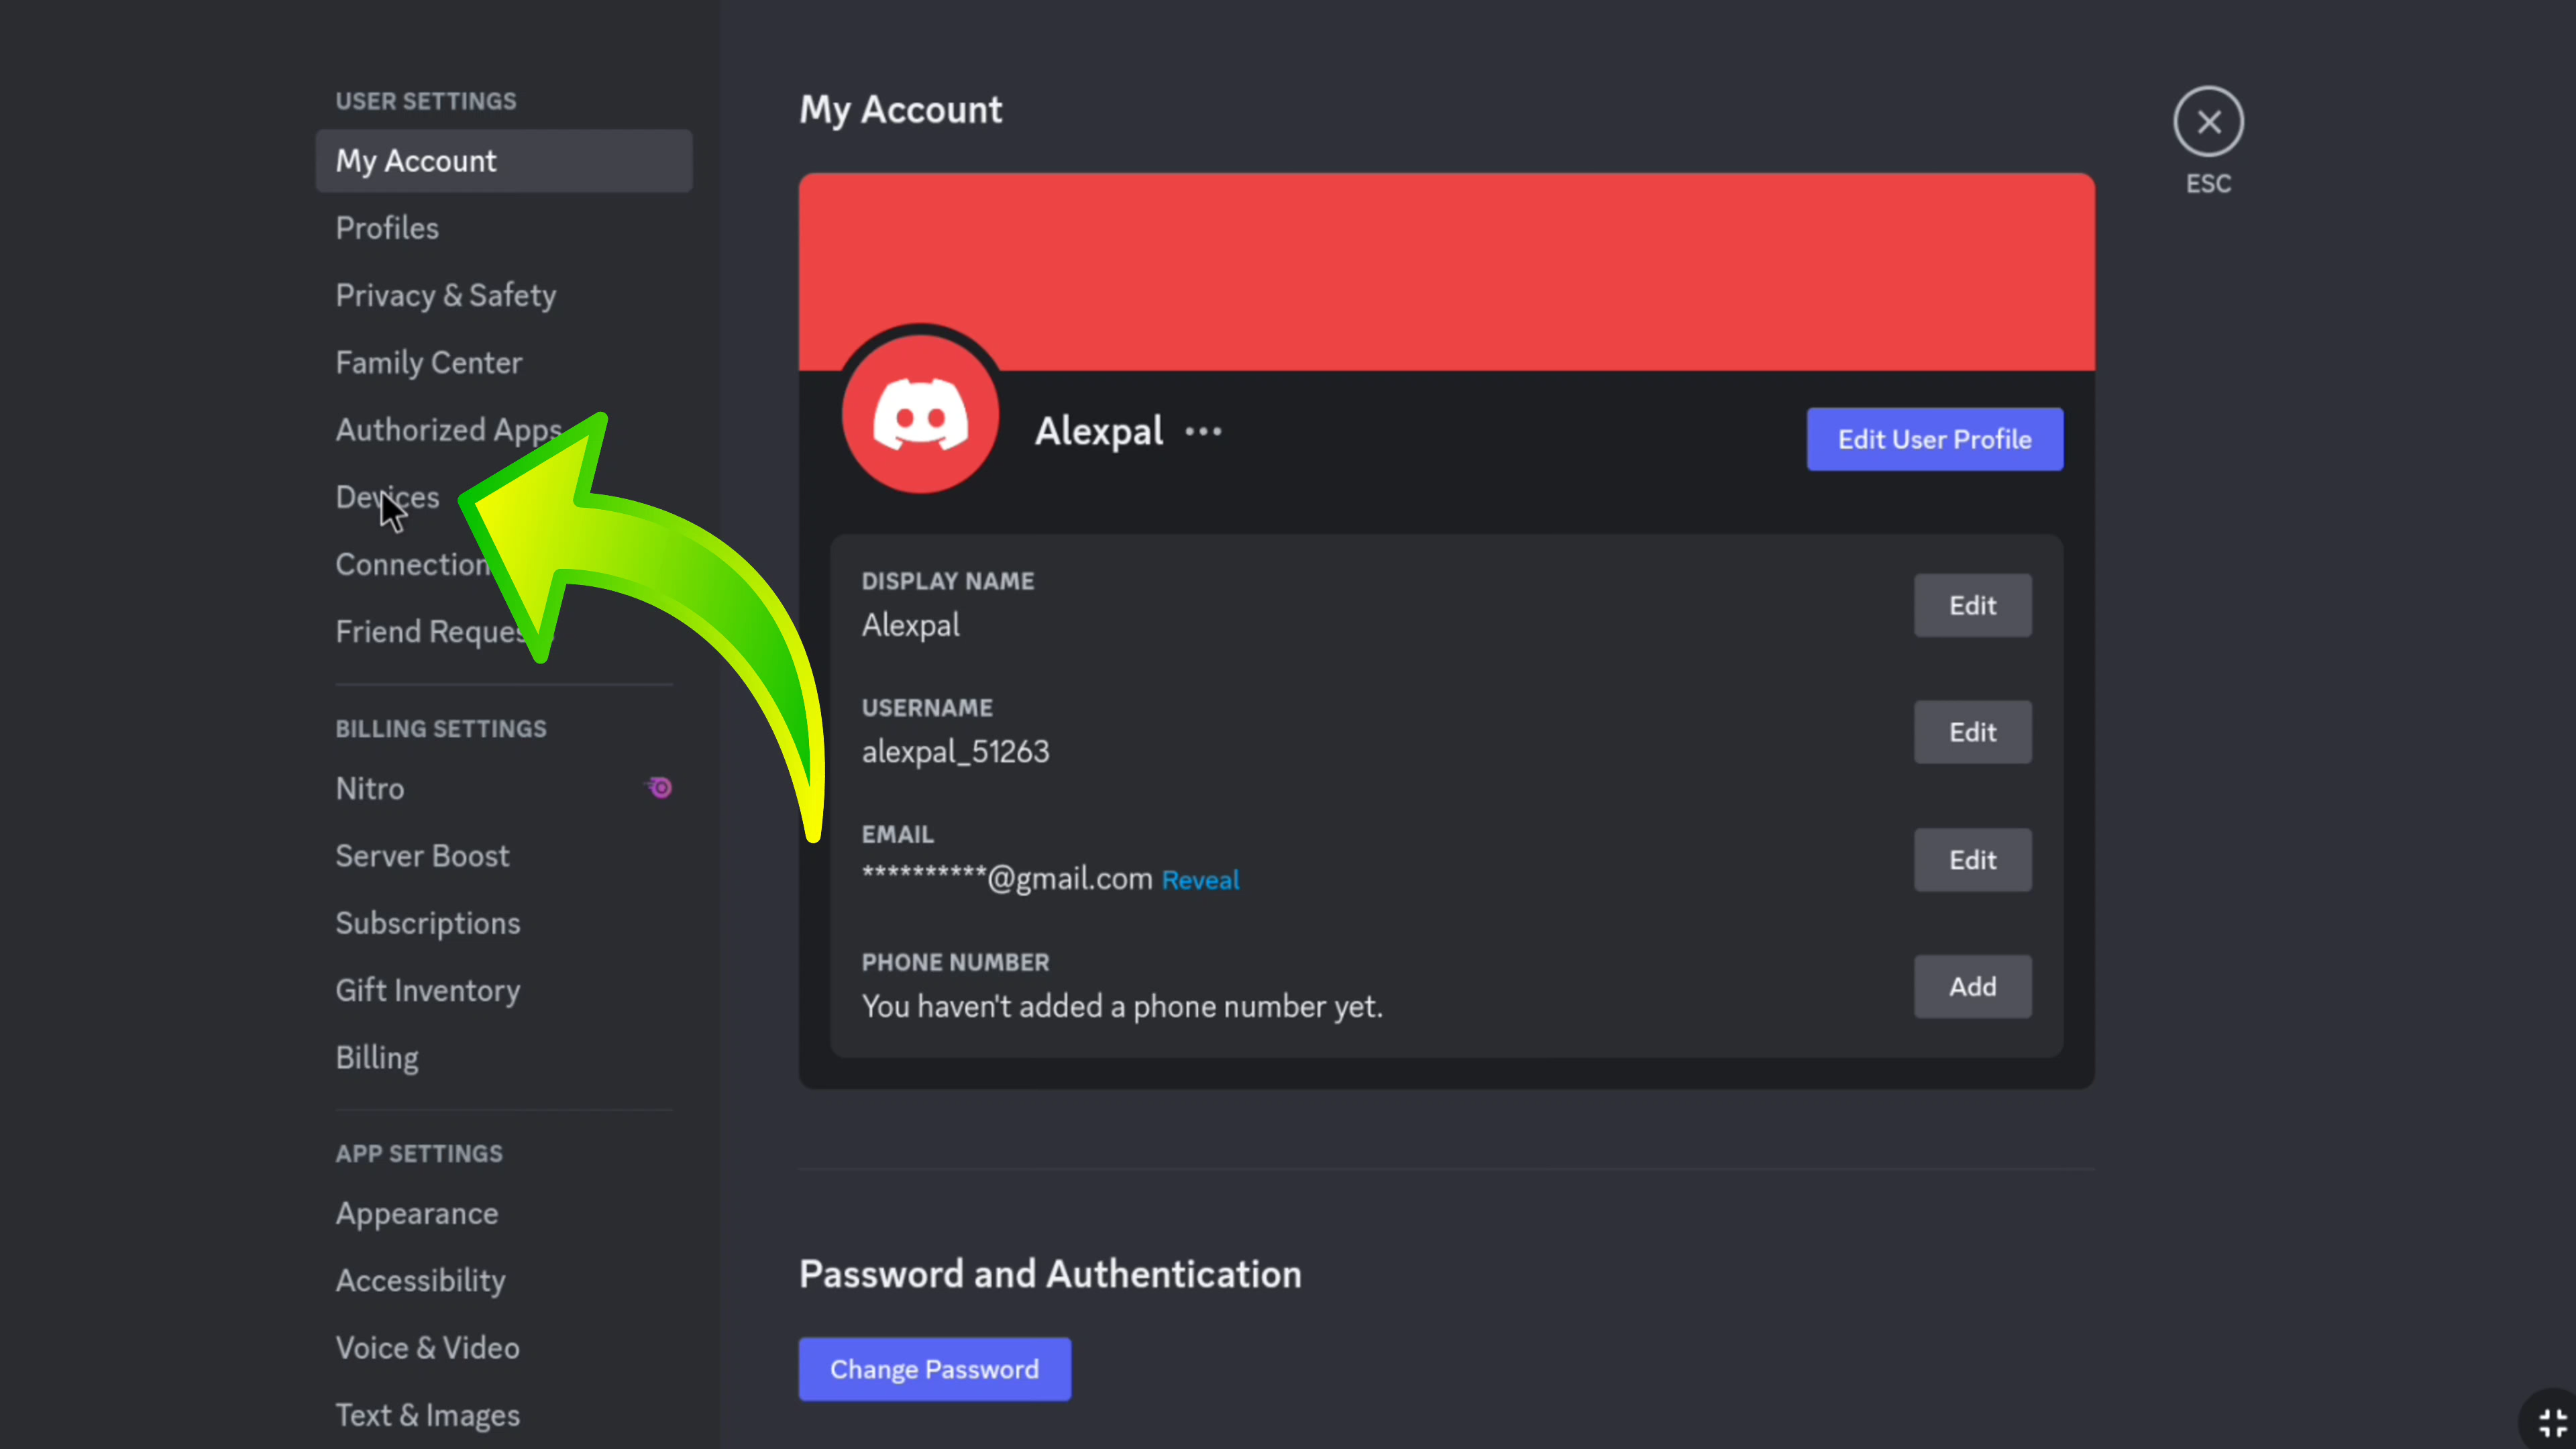 USER SETTINGS
My Account
Profiles
Privacy & Safety
Family Center
Authorized Apps
Devices
Connection
Friend Reques
BILLING SETTINGS
Nitro
Server Boost
Subscriptions
Gift Inventory
Billing
APP SETTINGS
Appearance
Accessibility
Voice & Video
Text & Images
My Account
ESC
Alexpal
Edit User Profile
DISPLAY NAME
Alexpal
Edit
USERNAME
alexpal_51263
Edit
EMAIL
**********@gmail.com Reveal
Edit
PHONE NUMBER
You haven't added a phone number yet.
Add
Password and Authentication
Change Password